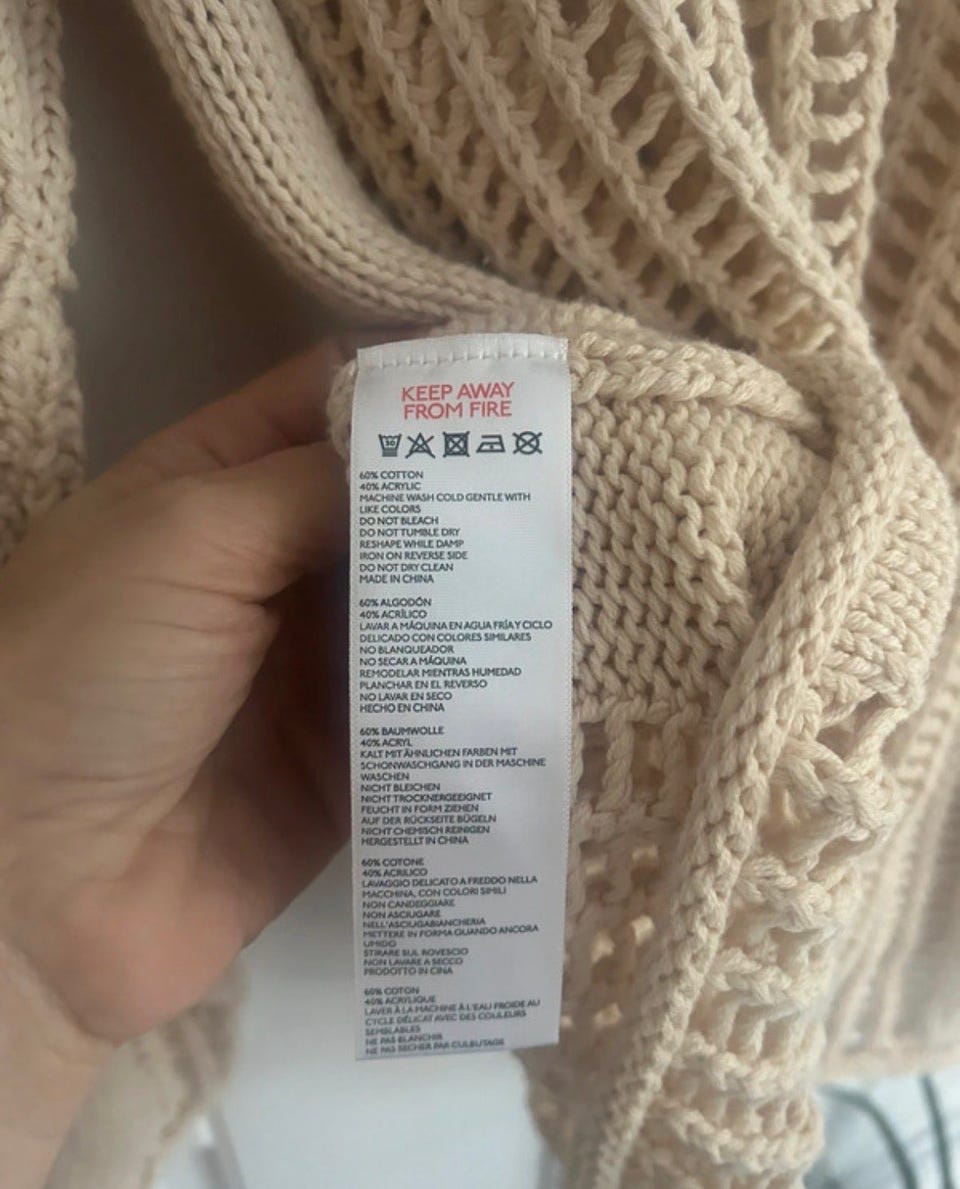 KEEP AWAY
FROM FIRE
30
60% COTTON
40% ACRYLIC
MACHINE WASH COLD GENTLE WITH
LIKE COLORS
DO NOT BLEACH
DO NOT TUMBLE DRY
RESHAPE WHILE DAMP
IRON ON REVERSE SIDE
DO NOT DRY CLEAN
MADE IN CHINA
60% ALGODÓN
40% ACRÍLICO
LAVAR A MÁQUINA EN AGUA FRÍA Y CICLO
DELICADO CON COLORES SIMILARES
NO BLANQUEADOR
NO SECAR A MÁQUINA
REMODELAR MIENTRAS HUMEDAD
PLANCHAR EN EL REVERSO
NO LAVAR EN SECO
HECHO EN CHINA
60% BAUMWOLLE
40% ACRYL
KALT MIT ÄHNLICHEN FARBEN MIT
SCHONWASCHGANG IN DER MASCHINE
WASCHEN
NICHT BLEICHEN
NICHT TROCKNERGEEIGNET
FEUCHT IN FORM ZIEHEN
AUF DER RÜCKSEITE BÜGELN
NICHT CHEMISCH REINIGEN
HERGESTELLT IN CHINA
60% COTONE
40% ACRILICO
LAVAGGIO DELICATO A FREDDO NELLA
MACCHINA, CON COLORI SIMILI
NON CANDEGGIARE
NON ASCIUGARE
NELL'ASCIUGABIANCHERIA
METTERE IN FORMA QUANDO ANCORA
UMIDO
STIRARE SUL ROVESCIO
NON LAVARE A SECCO
PRODOTTO IN CINA
60% COTON
40% ACRYLIQUE
LAVER À LA MACHINE À L'EAU FROIDE AU
CYCLE DÉLICAT AVEC DES COULEURS
SEMBLABLES
NE PAS BLANCHIR
NE PAS SÉCHER PAR CULBUTAGE